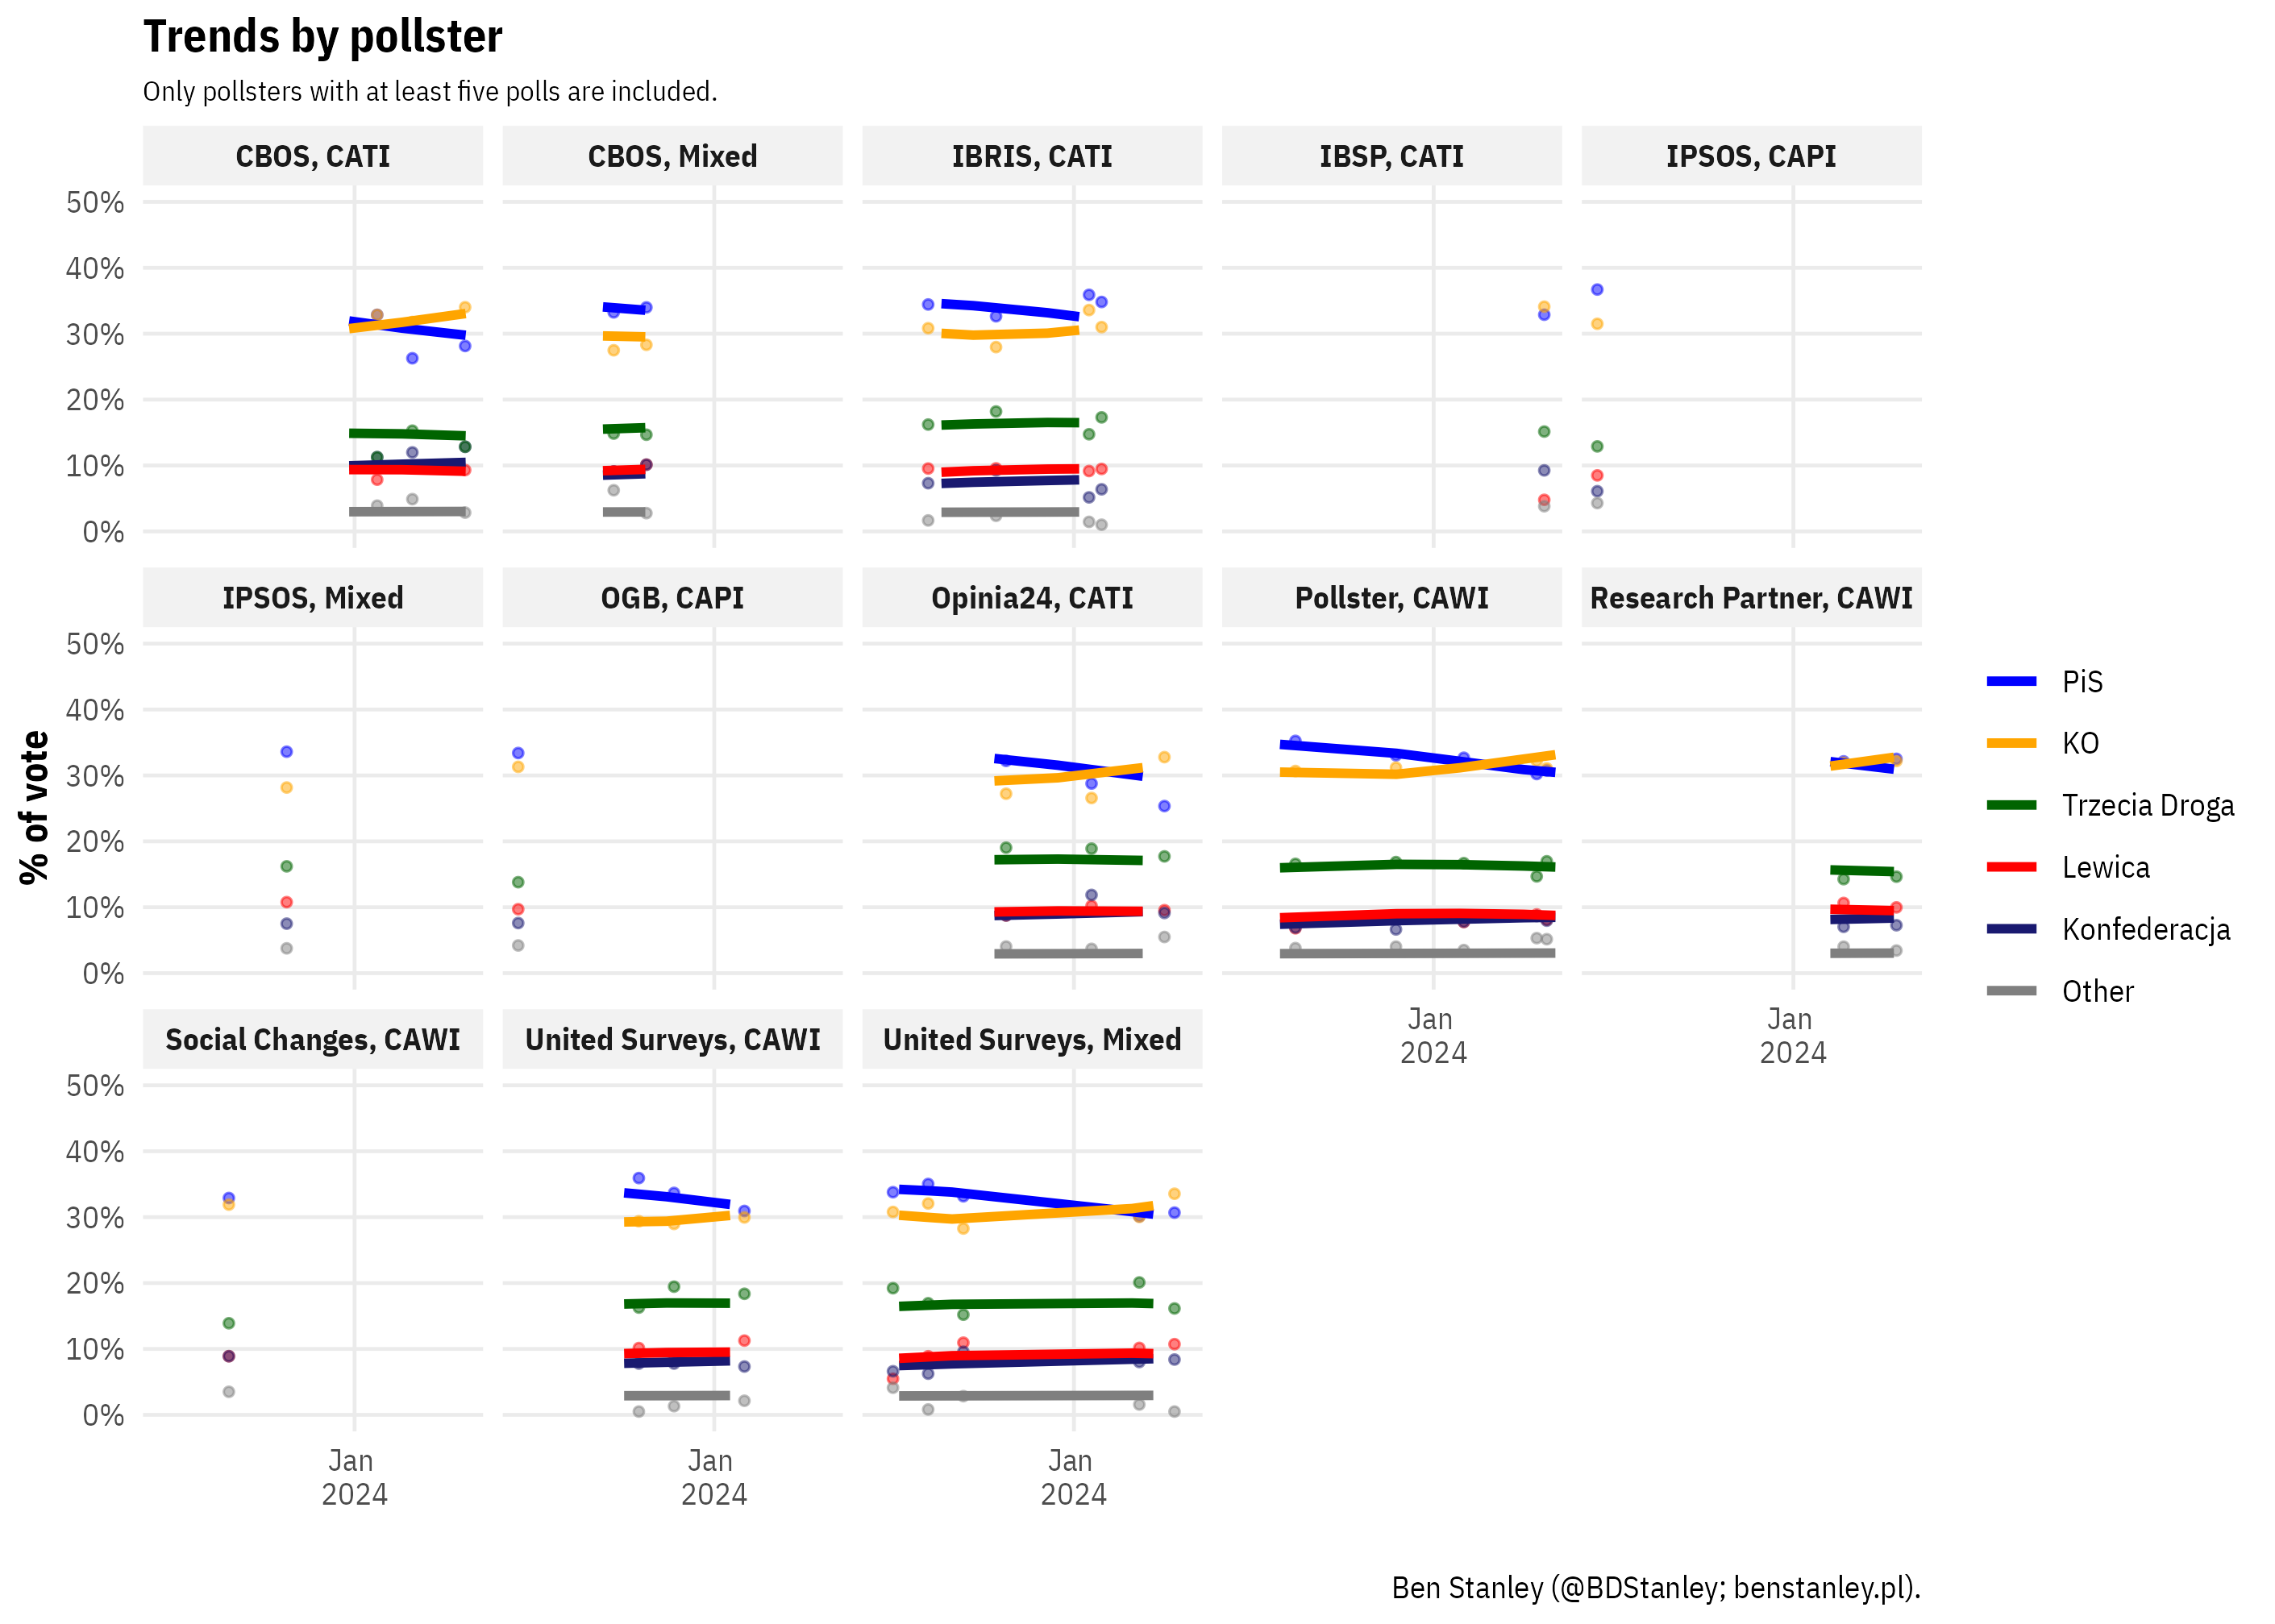 Trends by pollster
Only pollsters with at least five polls are included.
% of vote
CBOS, CATI
CBOS, Mixed
IBRIS, CATI
IBSP, CATI
IPSOS, CAPI
50%
40%
30%
20%
10%
0%
IPSOS, Mixed
OGB, CAPI
Opinia24, CATI
Pollster, CAWI
Research Partner, CAWI
50%
40%
30%
20%
10%
0%
Jan
2024
Jan
2024
Social Changes, CAWI
United Surveys, CAWI
United Surveys, Mixed
50%
40%
30%
20%
10%
0%
Jan
2024
Jan
2024
Jan
2024
PiS
KO
Trzecia Droga
Lewica
Konfederacja
Other
Ben Stanley (@BDStanley; benstanley.pl).